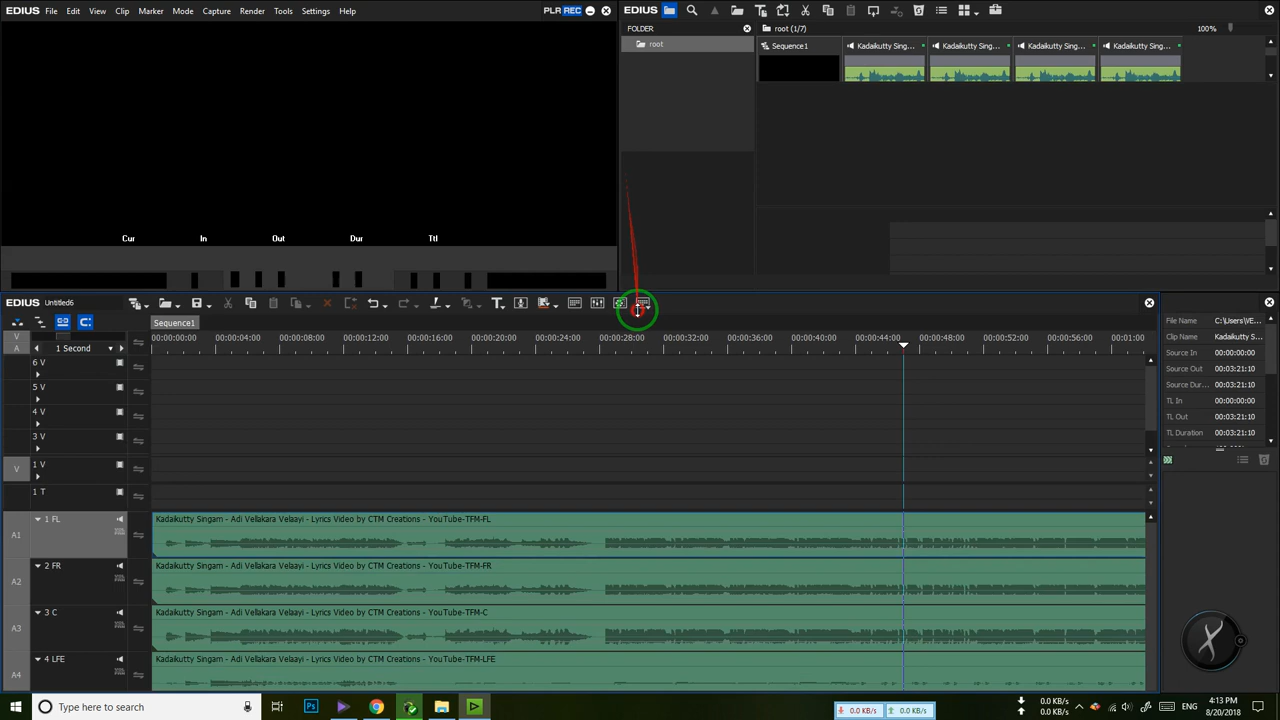 EDIUS File Edit View Clip Marker Mode Capture Render Tools Settings Help PLR REC
Cur In Out Dur Ttl
EDIUS
FOLDER
root
root (1/7) 100%
Sequence1 Kadaikutty Sing... Kadaikutty Sing... Kadaikutty Sing... Kadaikutty Sing...
EDIUS Untitled6
Sequence1
V
A 1 Second
00:00:00:00 00:00:04:00 00:00:08:00 00:00:12:00 00:00:16:00 00:00:20:00 00:00:24:00 00:00:28:00 00:00:32:00 00:00:36:00 00:00:40:00 00:00:44:00 00:00:48:00 00:00:52:00 00:00:56:00 00:01:00
6 V
5 V
4 V
3 V
V 1 V
1 T
A1 1 FL Kadaikutty Singam - Adi Vellakara Velaayi - Lyrics Video by CTM Creations - YouTube-TFM-FL
A2 2 FR Kadaikutty Singam - Adi Vellakara Velaayi - Lyrics Video by CTM Creations - YouTube-TFM-FR
A3 3 C Kadaikutty Singam - Adi Vellakara Velaayi - Lyrics Video by CTM Creations - YouTube-TFM-C
A4 4 LFE Kadaikutty Singam - Adi Vellakara Velaayi - Lyrics Video by CTM Creations - YouTube-TFM-LFE
File Name C:\Users\VE...
Clip Name Kadaikutty S...
Source In 00:00:00:00
Source Out 00:03:21:10
Source Dur... 00:03:21:10
TL In 00:00:00:00
TL Out 00:03:21:10
TL Duration 00:03:21:10
Type here to search
Ps
0.0 KB/s 0.0 KB/s
0.0 KB/s
0.0 KB/s
ENG
4:13 PM
8/20/2018